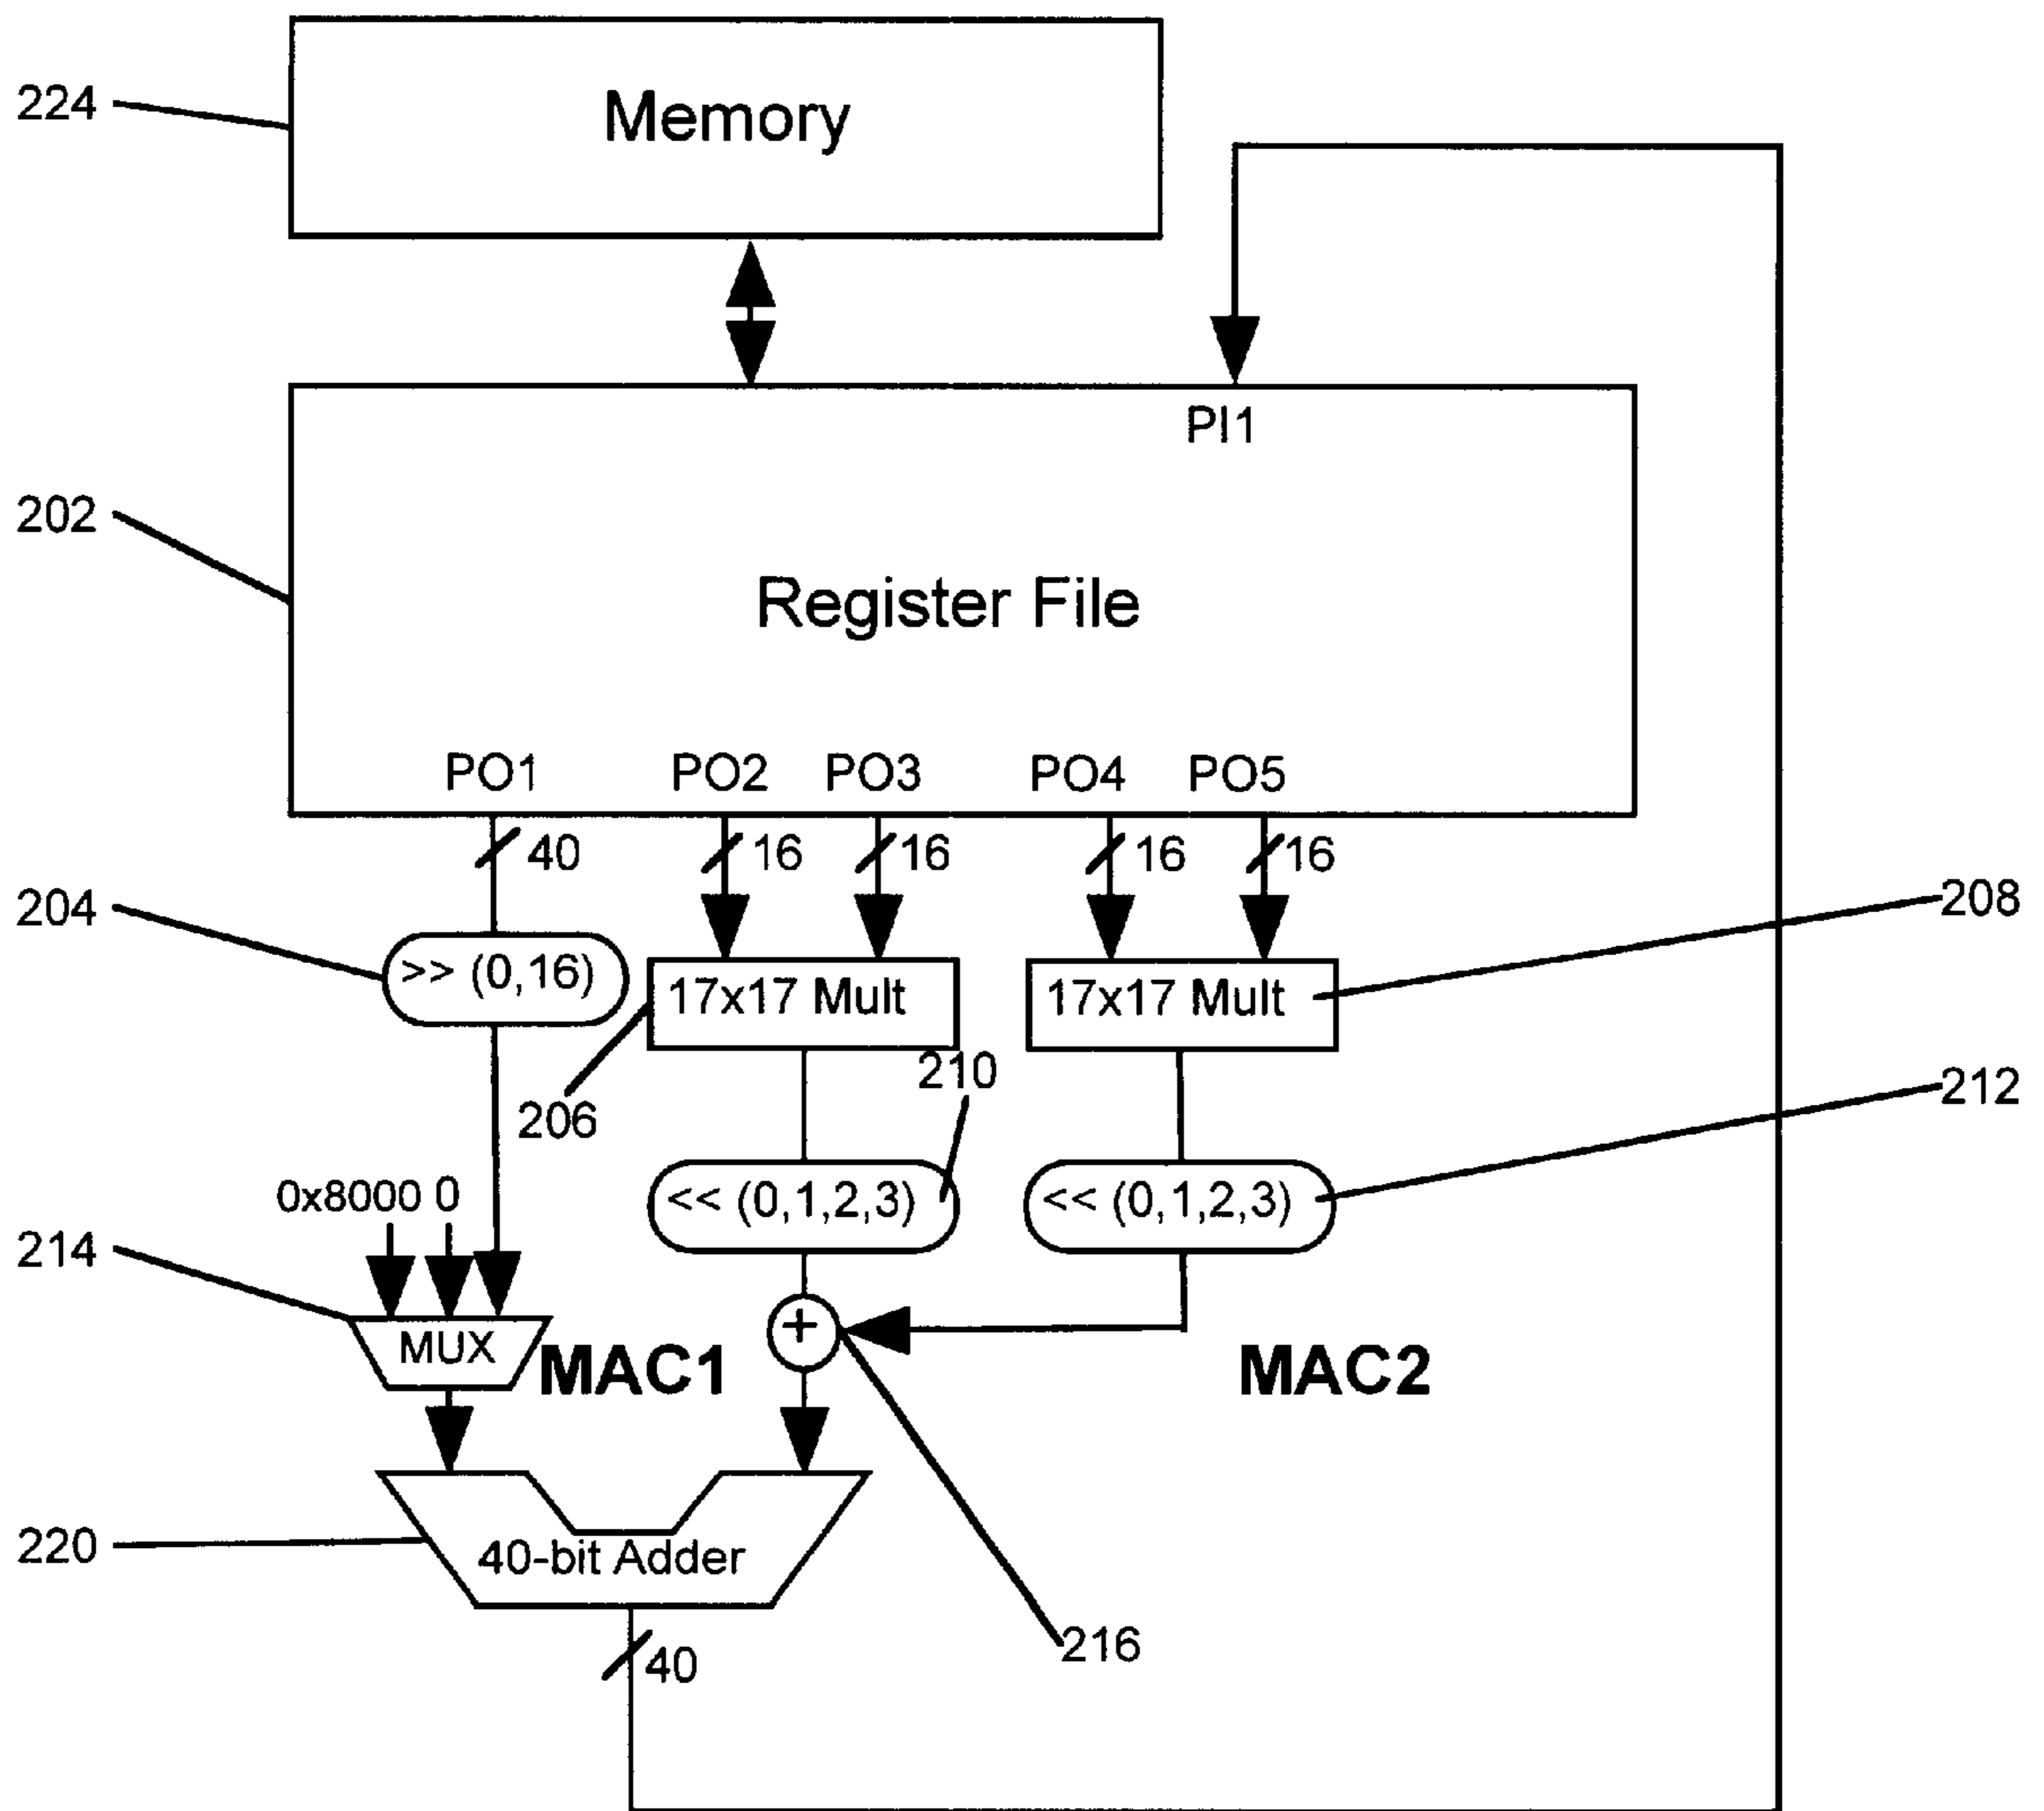 224
Memory
PI1
202
Register File
PO1 PO2 PO3 PO4 PO5
40 16 16 16 16
204
208
>> (0,16)
17x17 Mult
17x17 Mult
210
212
206
0x8000 0
<< (0,1,2,3)
<< (0,1,2,3)
214
MUX
MAC1
MAC2
220
40-bit Adder
216
40